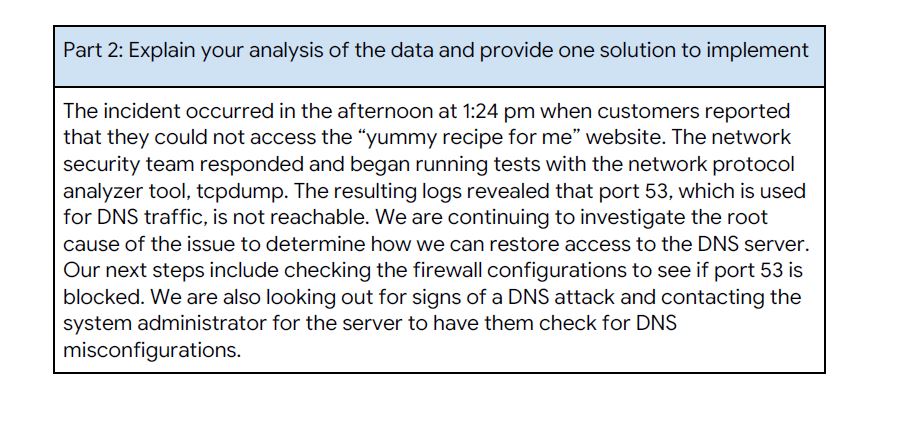 Part 2: Explain your analysis of the data and provide one solution to implement
The incident occurred in the afternoon at 1:24 pm when customers reported
that they could not access the “yummy recipe for me” website. The network
security team responded and began running tests with the network protocol
analyzer tool, tcpdump. The resulting logs revealed that port 53, which is used
for DNS traffic, is not reachable. We are continuing to investigate the root
cause of the issue to determine how we can restore access to the DNS server.
Our next steps include checking the firewall configurations to see if port 53 is
blocked. We are also looking out for signs of a DNS attack and contacting the
system administrator for the server to have them check for DNS
misconfigurations.